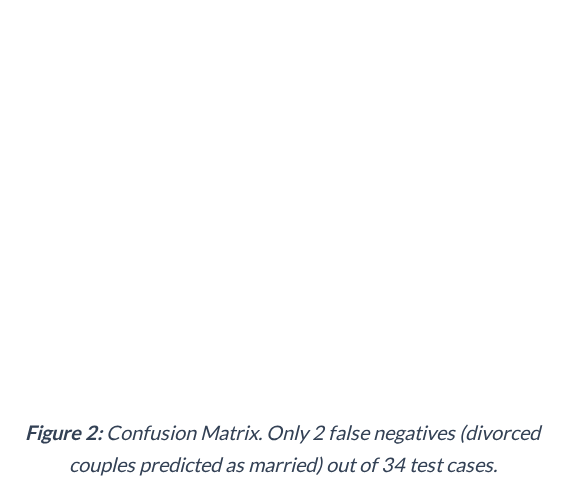 Figure 2: Confusion Matrix. Only 2 false negatives (divorced
couples predicted as married) out of 34 test cases.